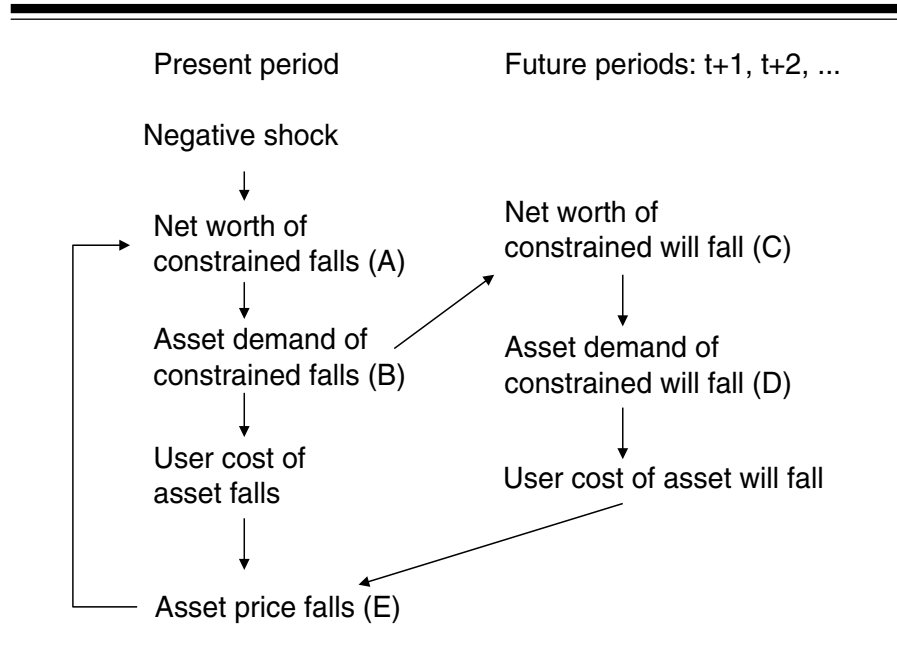 Present period
Future periods: t+1, t+2, ...
Negative shock
Net worth of
constrained falls (A)
Asset demand of
constrained falls (B)
User cost of
asset falls
Asset price falls (E)
Net worth of
constrained will fall (C)
Asset demand of
constrained will fall (D)
User cost of asset will fall